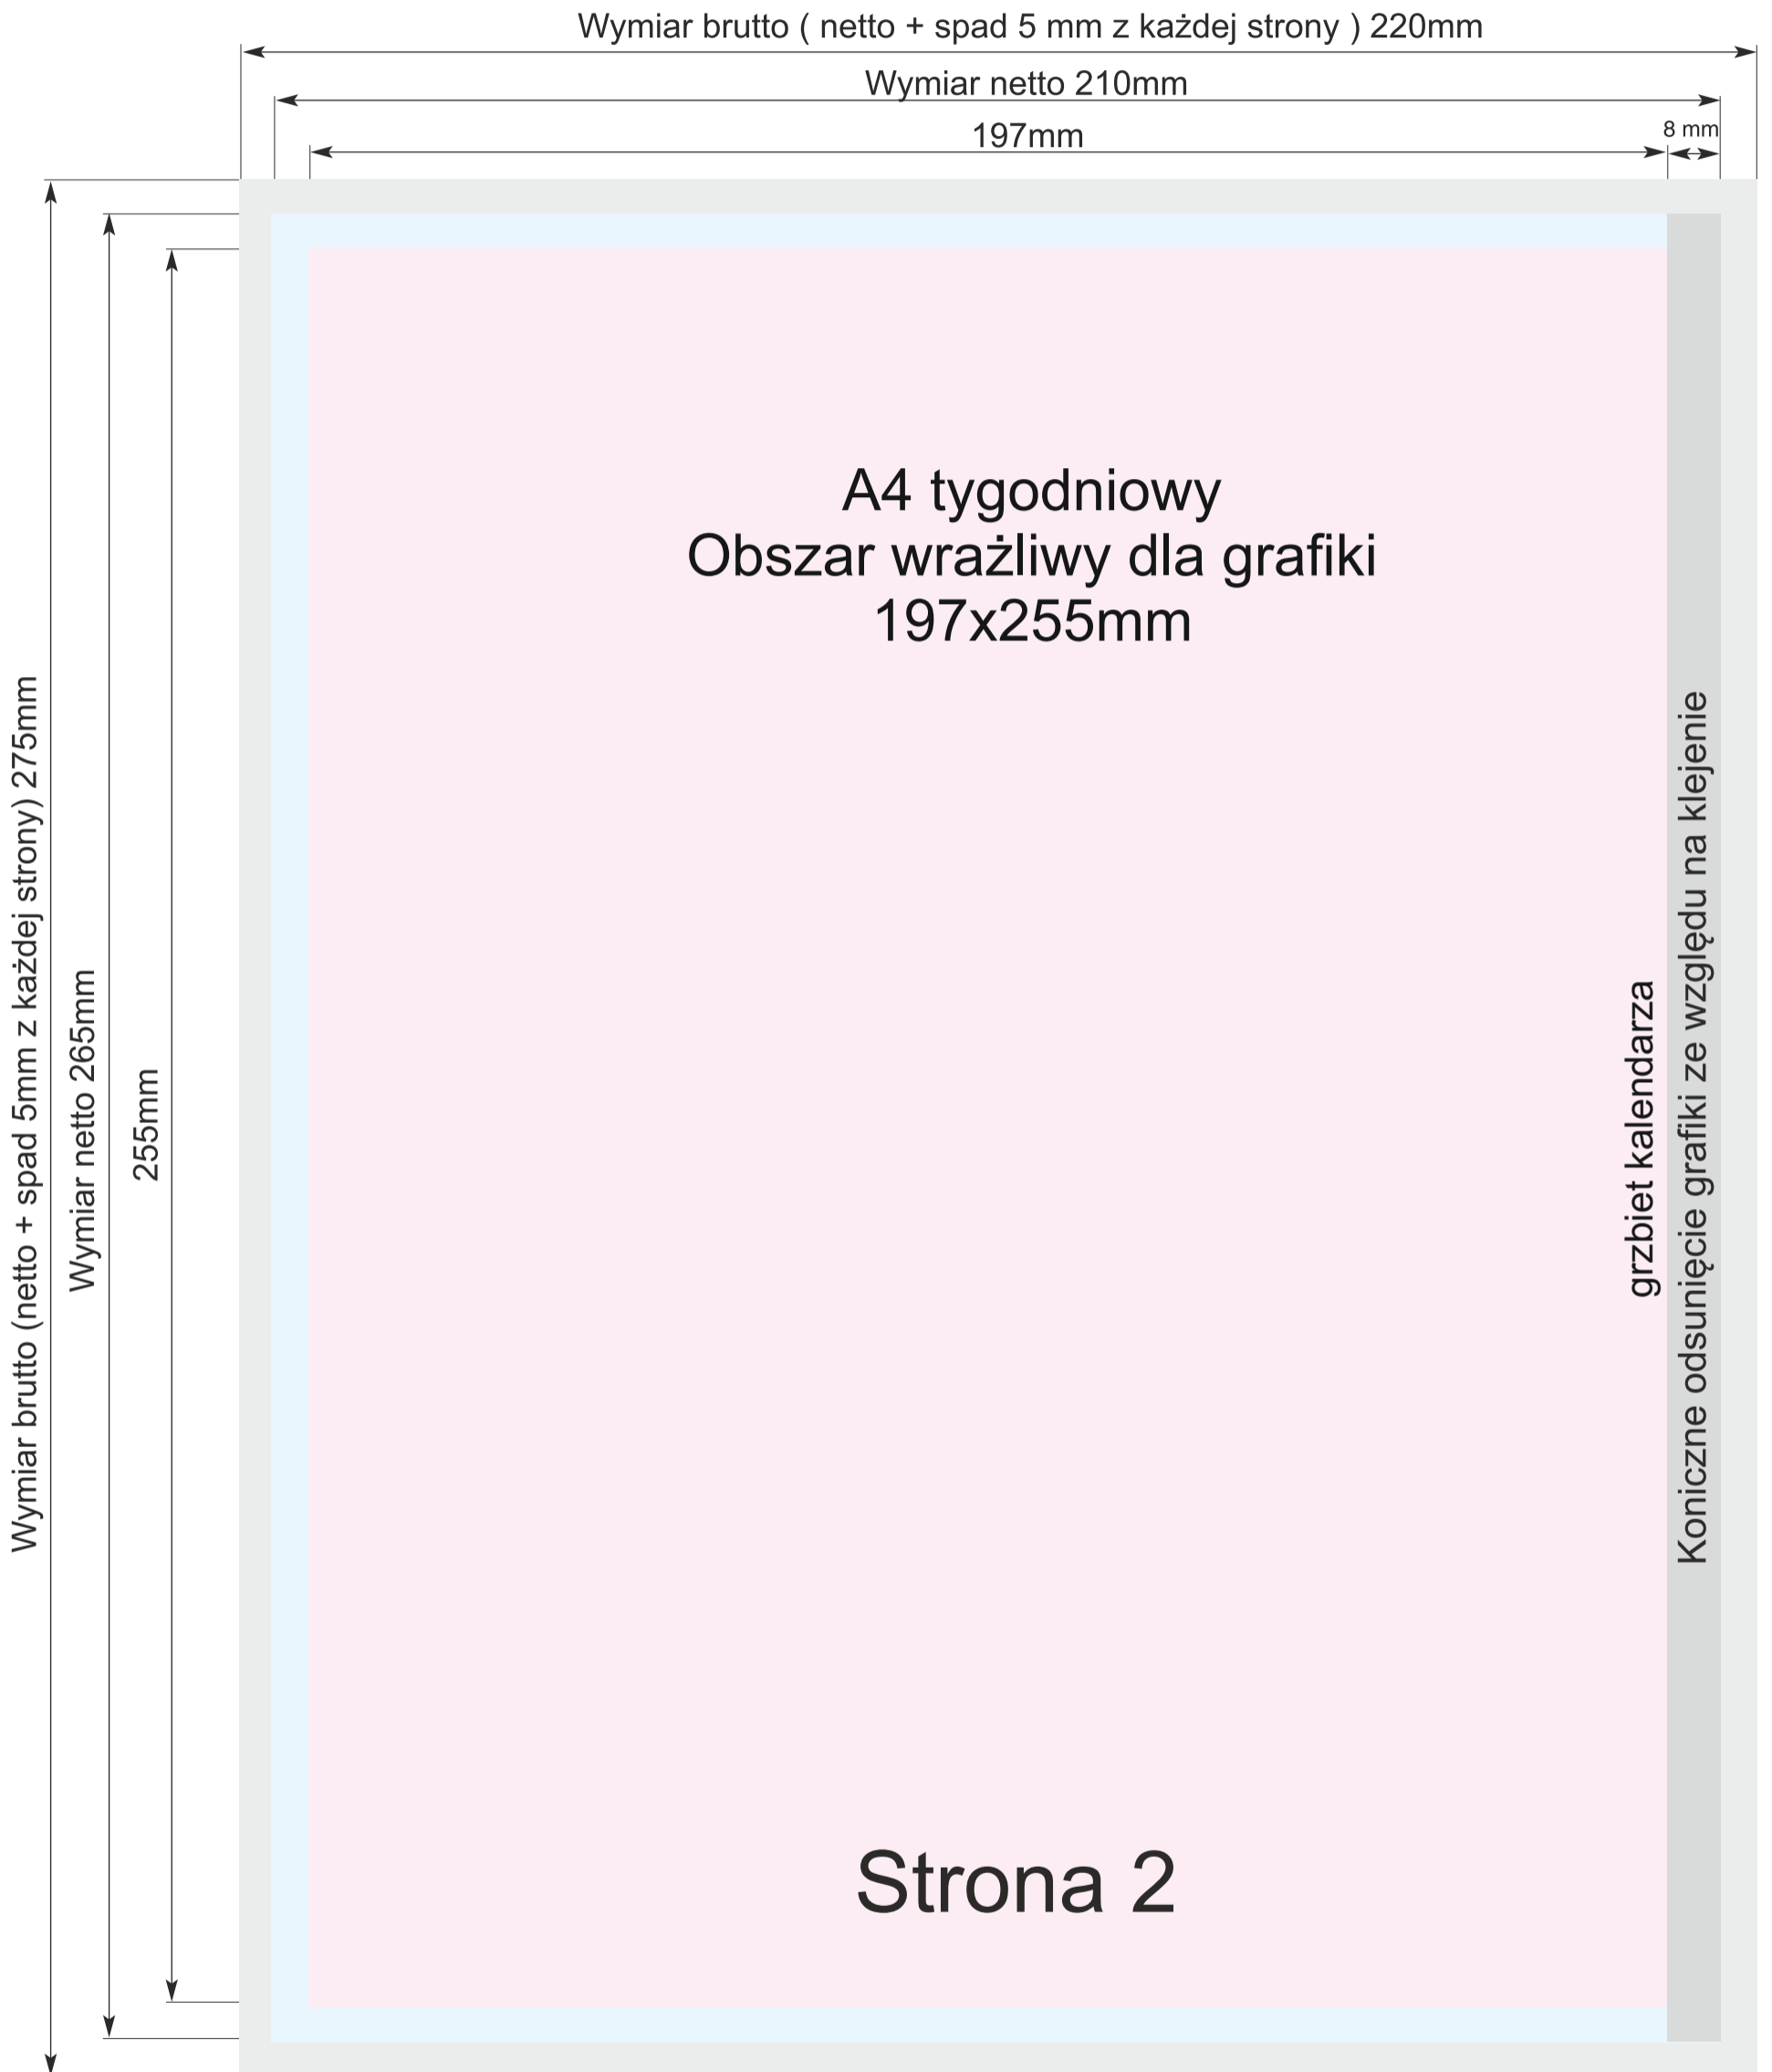 Wymiar brutto ( netto + spad 5 mm z każdej strony ) 220mm
Wymiar netto 210mm
197mm
8 mm
A4 tygodniowy
Obszar wrażliwy dla grafiki
197x255mm
Wymiar brutto (netto + spad 5mm z każdej strony) 275mm
Wymiar netto 265mm
255mm
grzbiet kalendarza
Koniczne odsunięcie grafiki ze względu na klejenie
Strona 2